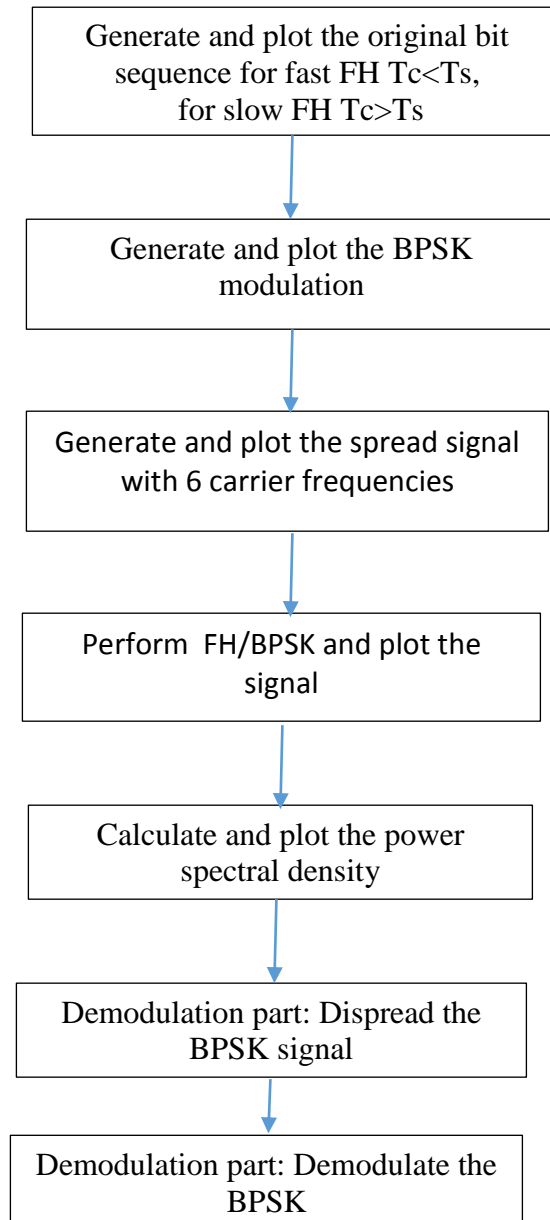 Generate and plot the original bit
sequence for fast FH Tc<Ts,
for slow FH Tc>Ts
Generate and plot the BPSK
modulation
Generate and plot the spread signal
with 6 carrier frequencies
Perform FH/BPSK and plot the
signal
Calculate and plot the power
spectral density
Demodulation part: Dispread the
BPSK signal
Demodulation part: Demodulate the
BPSK